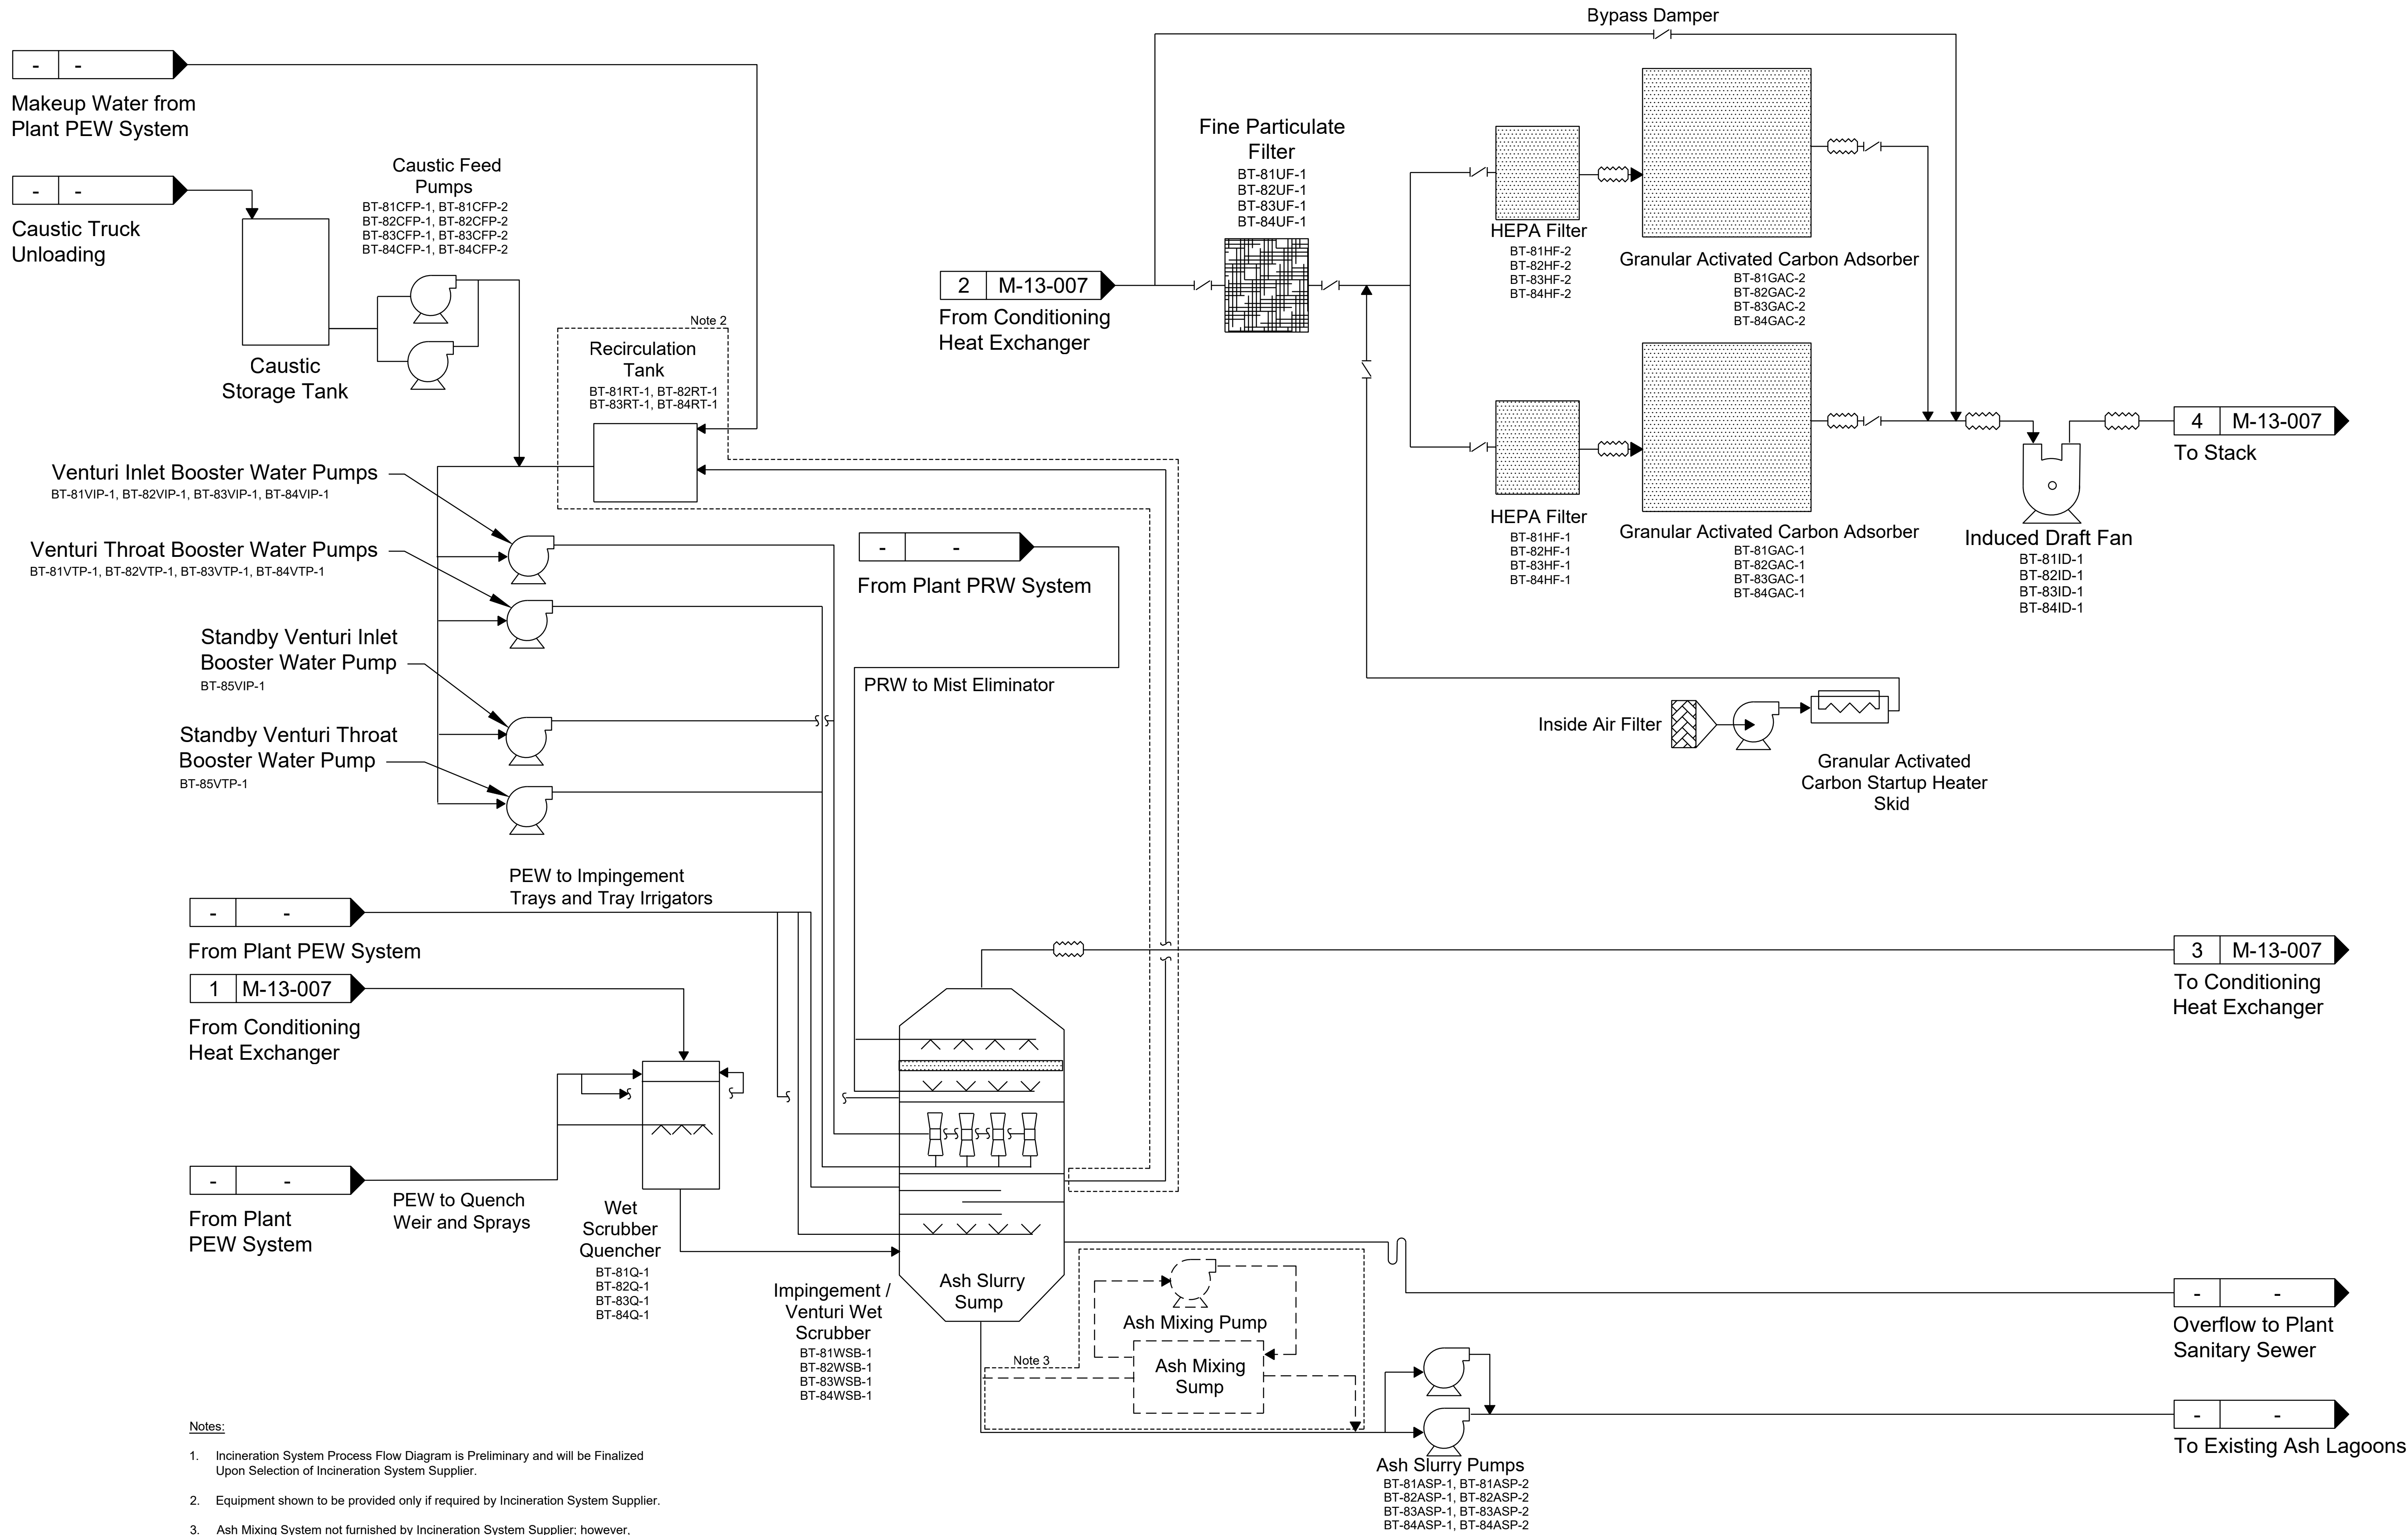 Bypass Damper
- -
Makeup Water from
Plant PEW System
- -
Caustic Truck
Unloading
Caustic Feed
Pumps
BT-81CFP-1, BT-81CFP-2
BT-82CFP-1, BT-82CFP-2
BT-83CFP-1, BT-83CFP-2
BT-84CFP-1, BT-84CFP-2
Caustic
Storage Tank
Note 2
Recirculation
Tank
BT-81RT-1, BT-82RT-1
BT-83RT-1, BT-84RT-1
Fine Particulate
Filter
BT-81UF-1
BT-82UF-1
BT-83UF-1
BT-84UF-1
2 M-13-007
From Conditioning
Heat Exchanger
HEPA Filter
BT-81HF-2
BT-82HF-2
BT-83HF-2
BT-84HF-2
Granular Activated Carbon Adsorber
BT-81GAC-2
BT-82GAC-2
BT-83GAC-2
BT-84GAC-2
HEPA Filter
BT-81HF-1
BT-82HF-1
BT-83HF-1
BT-84HF-1
Granular Activated Carbon Adsorber
BT-81GAC-1
BT-82GAC-1
BT-83GAC-1
BT-84GAC-1
4 M-13-007
To Stack
Induced Draft Fan
BT-81ID-1
BT-82ID-1
BT-83ID-1
BT-84ID-1
Venturi Inlet Booster Water Pumps
BT-81VIP-1, BT-82VIP-1, BT-83VIP-1, BT-84VIP-1
Venturi Throat Booster Water Pumps
BT-81VTP-1, BT-82VTP-1, BT-83VTP-1, BT-84VTP-1
Standby Venturi Inlet
Booster Water Pump
BT-85VIP-1
Standby Venturi Throat
Booster Water Pump
BT-85VTP-1
- -
From Plant PRW System
PRW to Mist Eliminator
Inside Air Filter
Granular Activated
Carbon Startup Heater
Skid
PEW to Impingement
Trays and Tray Irrigators
- -
From Plant PEW System
1 M-13-007
From Conditioning
Heat Exchanger
3 M-13-007
To Conditioning
Heat Exchanger
- -
From Plant
PEW System
PEW to Quench
Weir and Sprays
Wet
Scrubber
Quencher
BT-81Q-1
BT-82Q-1
BT-83Q-1
BT-84Q-1
Impingement /
Venturi Wet
Scrubber
BT-81WSB-1
BT-82WSB-1
BT-83WSB-1
BT-84WSB-1
Ash Slurry
Sump
Ash Mixing Pump
Note 3
Ash Mixing
Sump
- -
Overflow to Plant
Sanitary Sewer
- -
To Existing Ash Lagoons
Ash Slurry Pumps
BT-81ASP-1, BT-81ASP-2
BT-82ASP-1, BT-82ASP-2
BT-83ASP-1, BT-83ASP-2
BT-84ASP-1, BT-84ASP-2
Notes:
1. Incineration System Process Flow Diagram is Preliminary and will be Finalized
Upon Selection of Incineration System Supplier.
2. Equipment shown to be provided only if required by Incineration System Supplier.
3. Ash Mixing System not furnished by Incineration System Supplier; however,